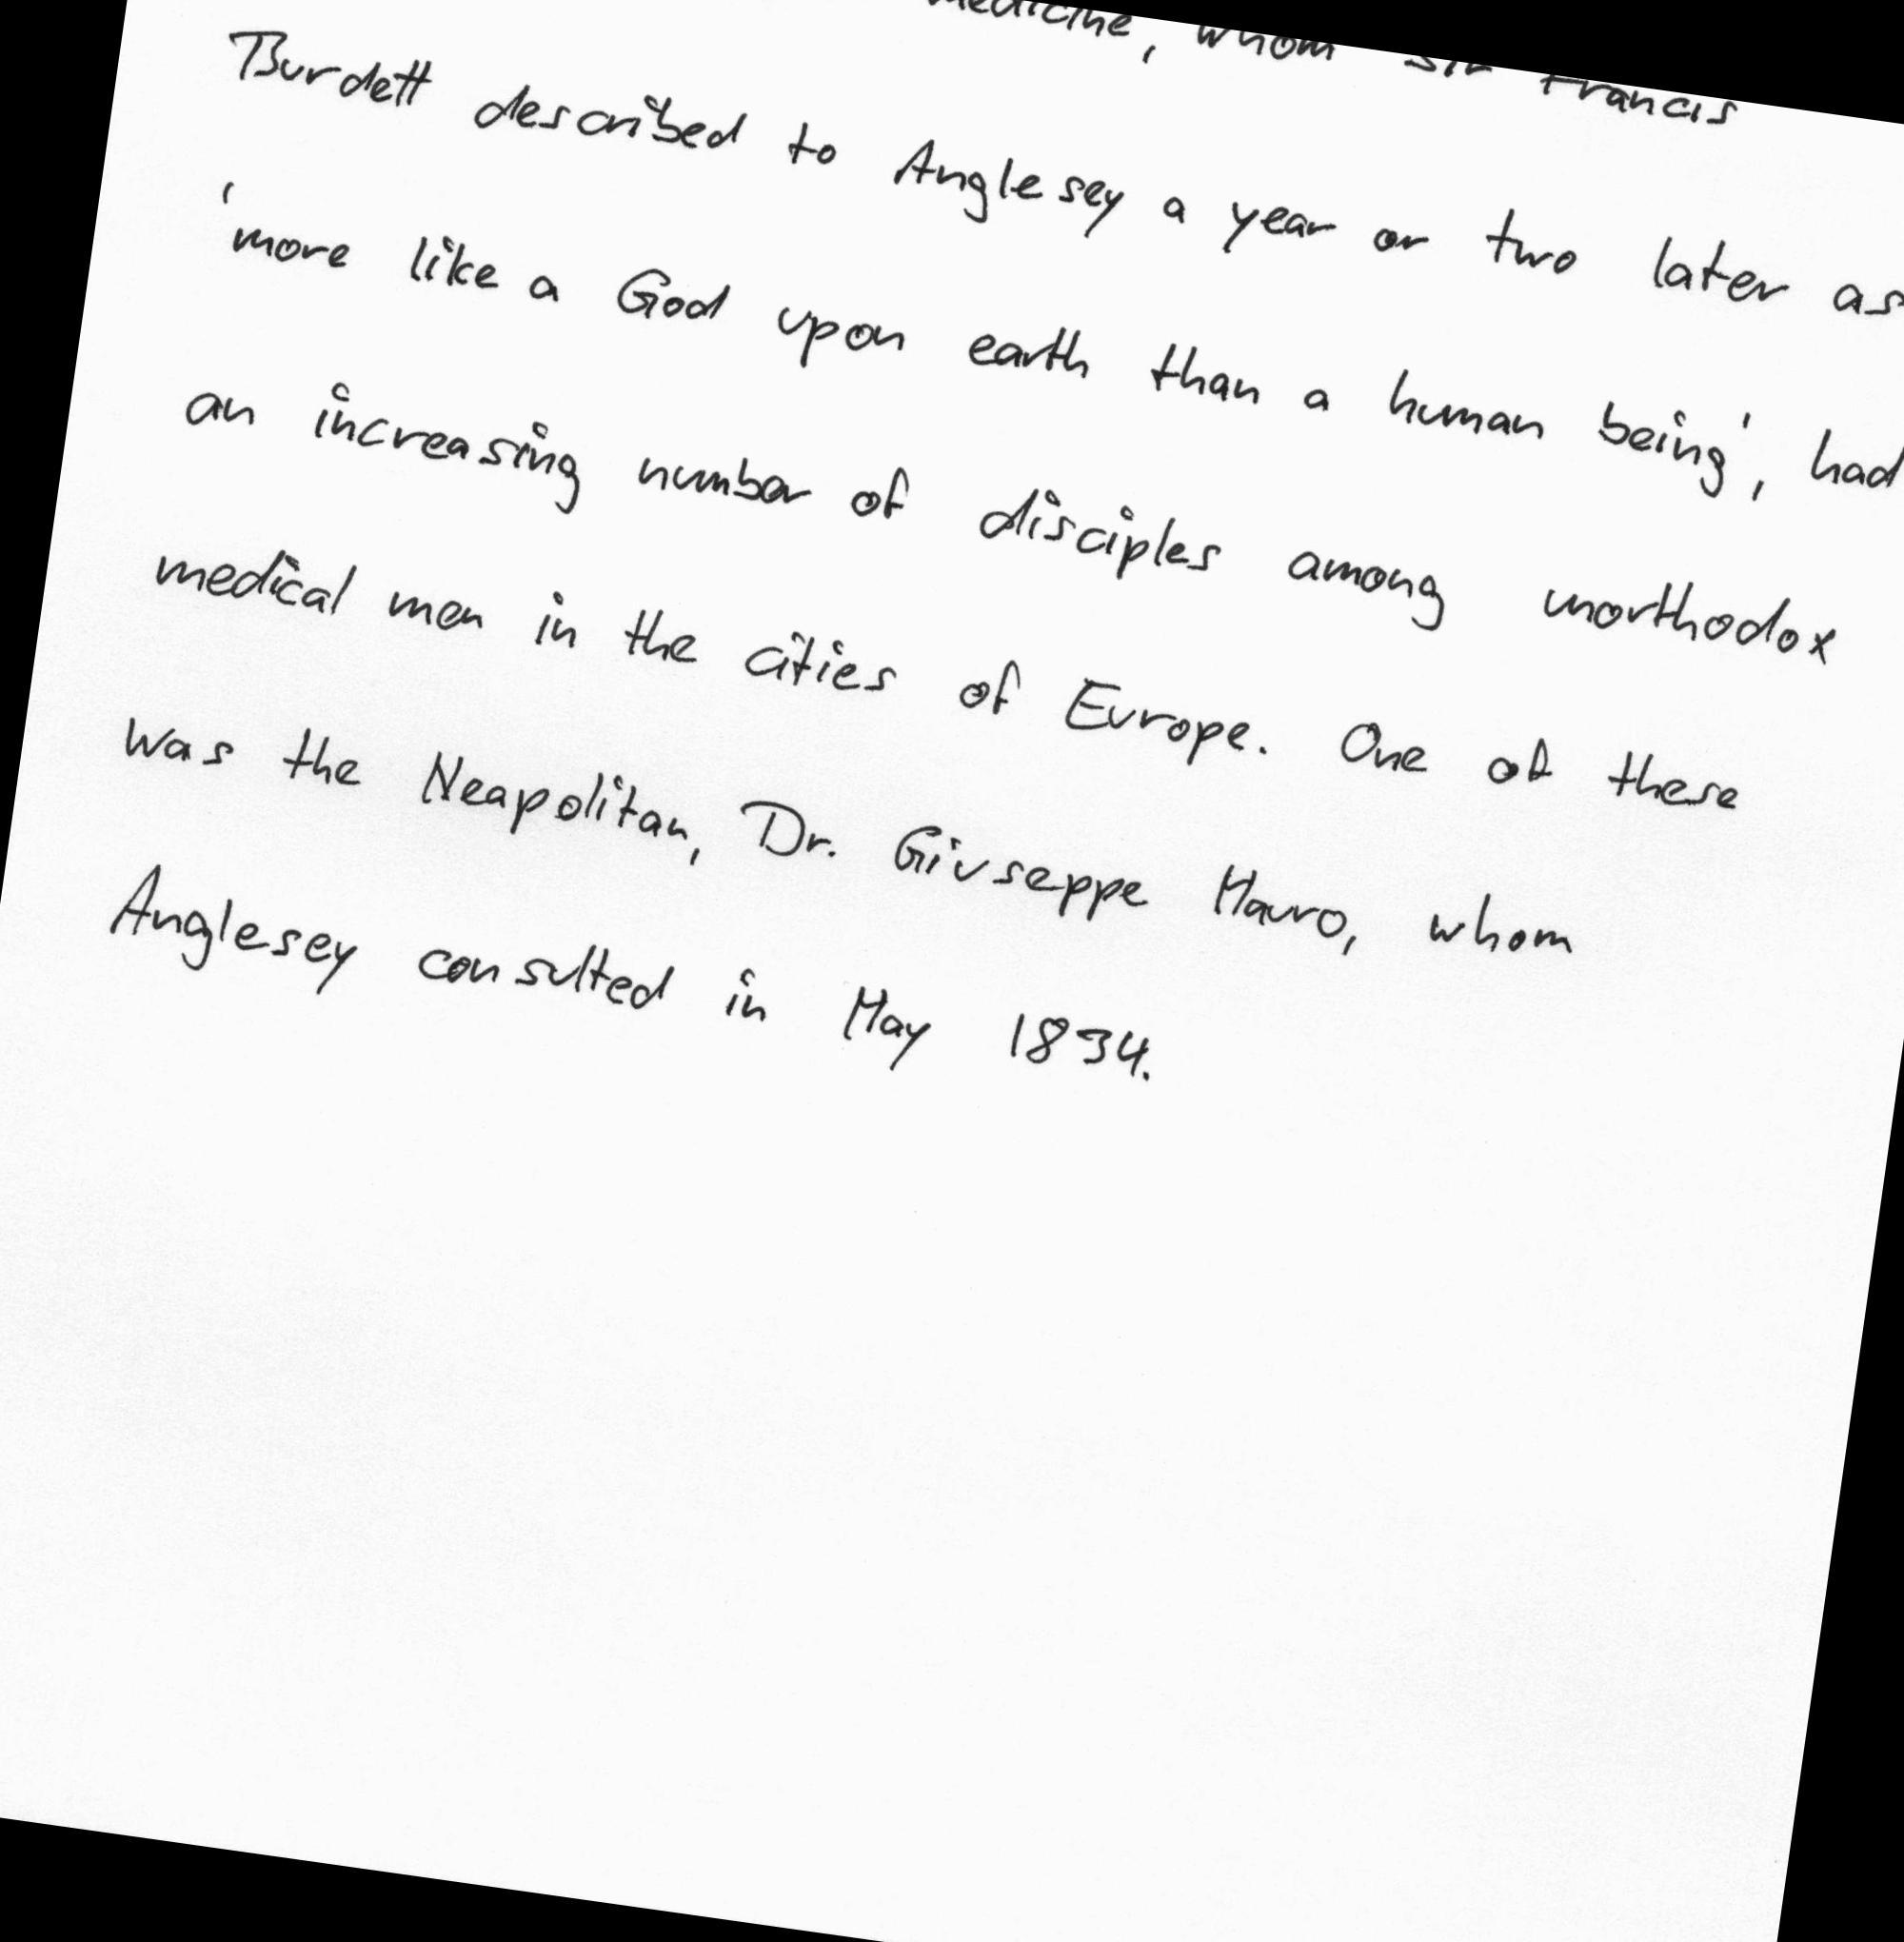 medicine, whom Sir Francis
Burdett described to Anglesey a year or two later as
'more like a God upon earth than a human being', had
an increasing number of disciples among unorthodox
medical men in the cities of Europe. One of these
was the Neapolitan, Dr. Giuseppe Mauro, whom
Anglesey consulted in May 1834.